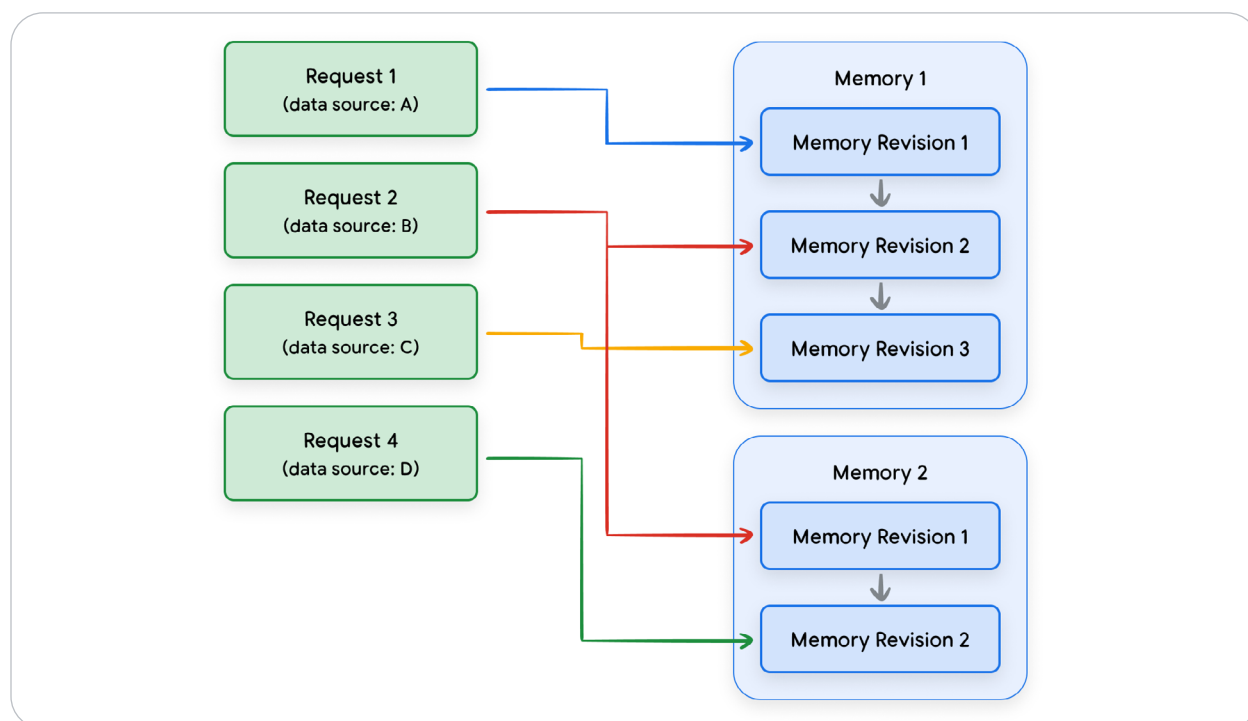 Request 1
(data source: A)
Request 2
(data source: B)
Request 3
(data source: C)
Request 4
(data source: D)
Memory 1
Memory Revision 1
Memory Revision 2
Memory Revision 3
Memory 2
Memory Revision 1
Memory Revision 2